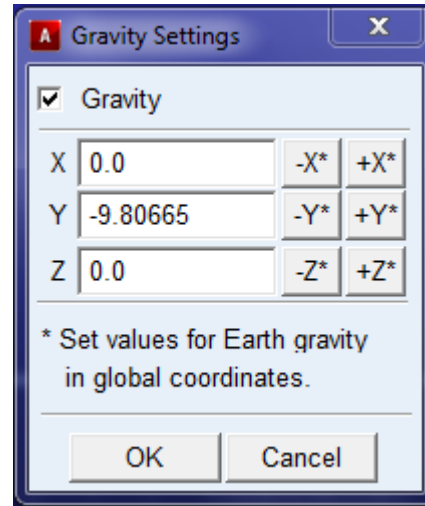 A Gravity Settings x
Gravity
X 0.0 -X* +X*
Y -9.80665 -Y* +Y*
Z 0.0 -Z* +Z*
* Set values for Earth gravity
in global coordinates.
OK Cancel